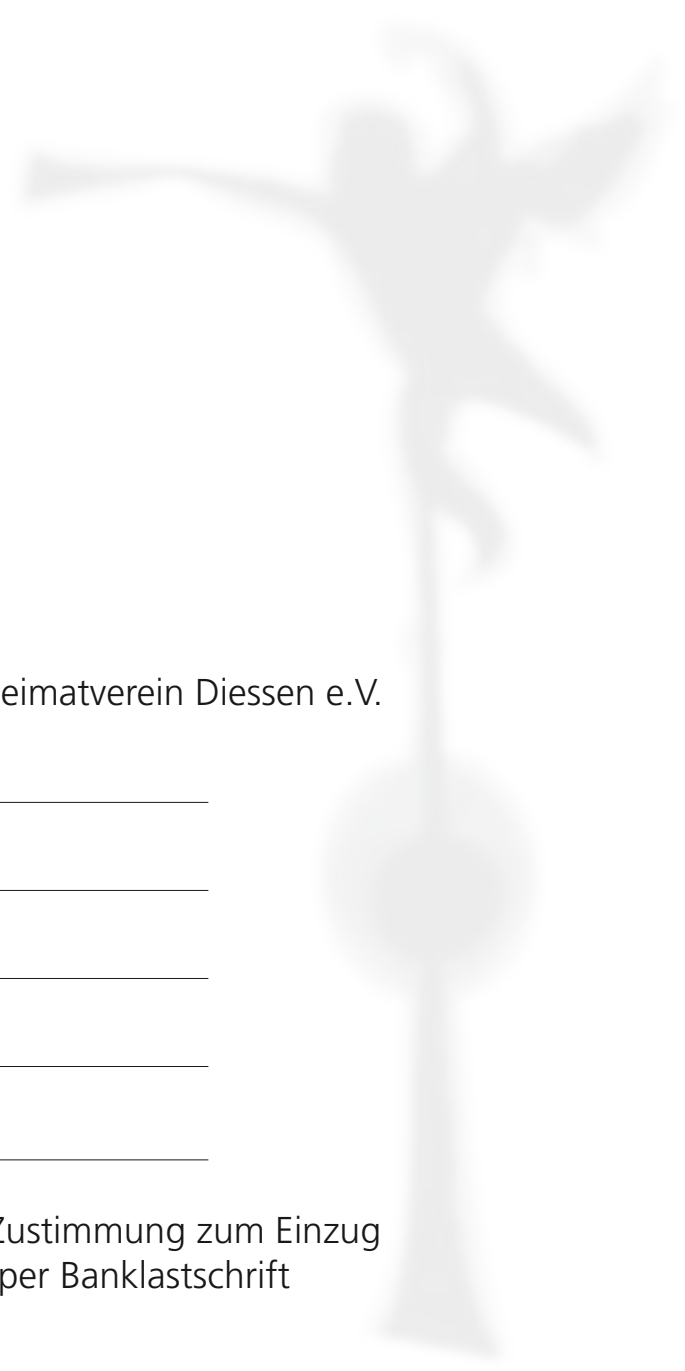 eimatverein Diessen e.V.
Zustimmung zum Einzug
per Banklastschrift